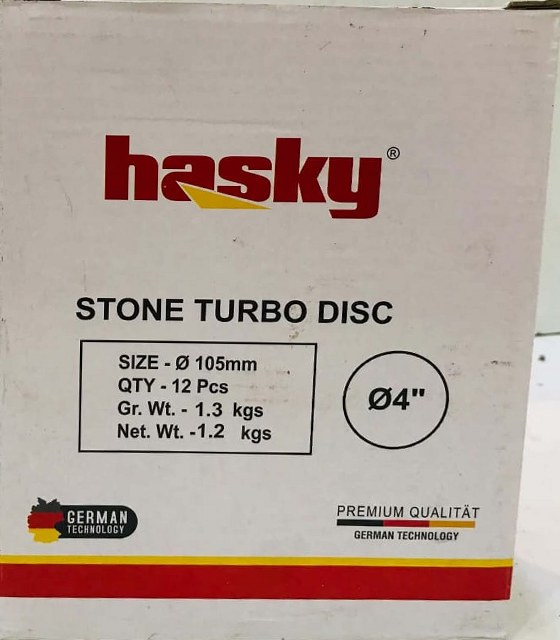 hasky®
STONE TURBO DISC
SIZE - Ø 105mm
QTY - 12 Pcs
Gr. Wt. - 1.3 kgs
Net. Wt. -1.2 kgs
Ø4"
GERMAN
TECHNOLOGY
PREMIUM QUALITÄT
GERMAN TECHNOLOGY